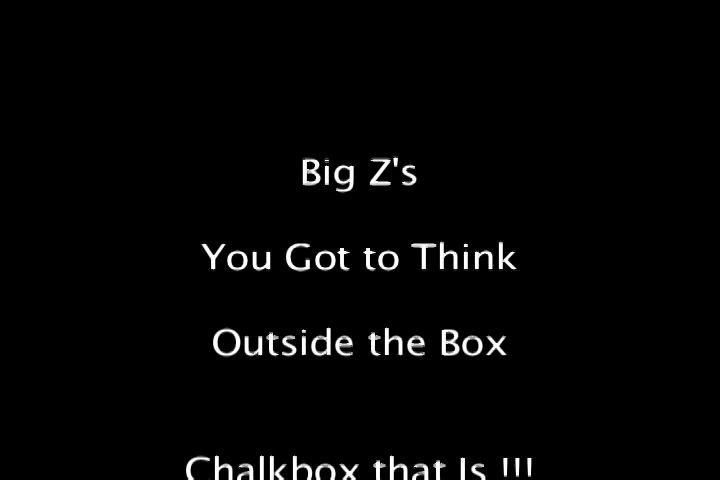 Big Z's
You Got to Think
Outside the Box
Chalkbox that Is !!!